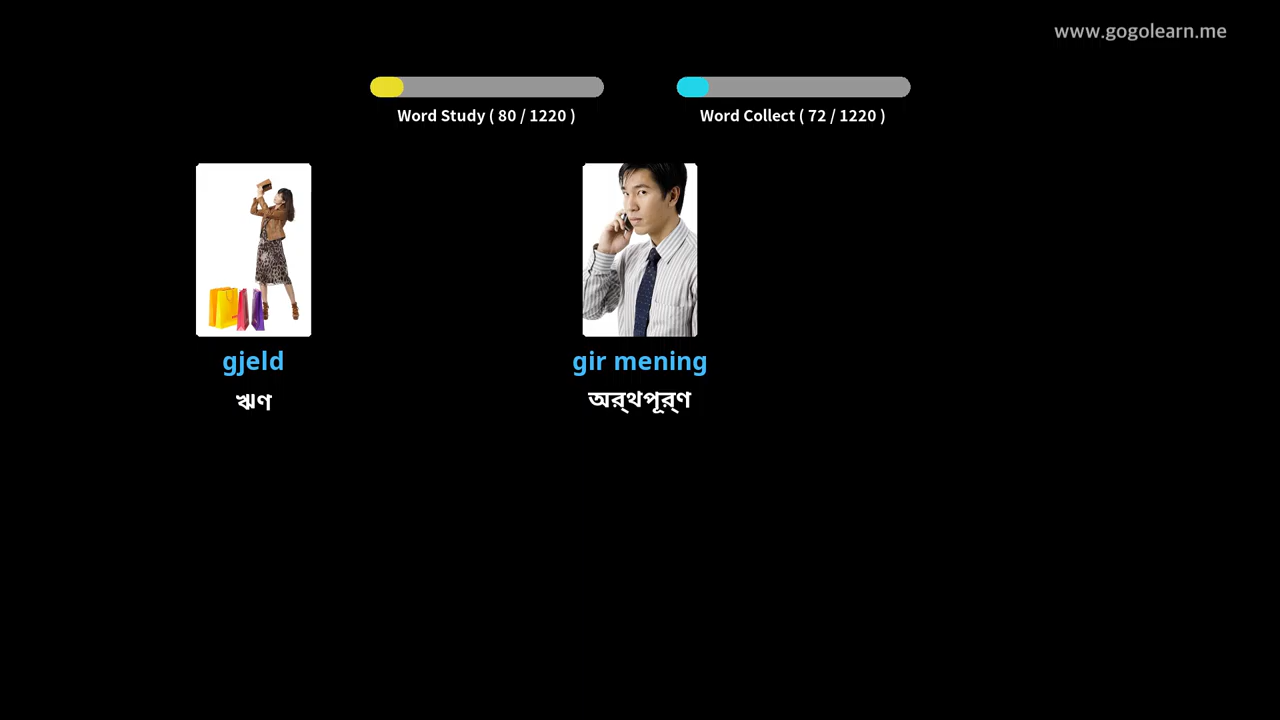 www.gogolearn.me
Word Study ( 80 / 1220 )
Word Collect ( 72 / 1220 )
gjeld
gir mening
ঋণ
অর্থপূর্ণ